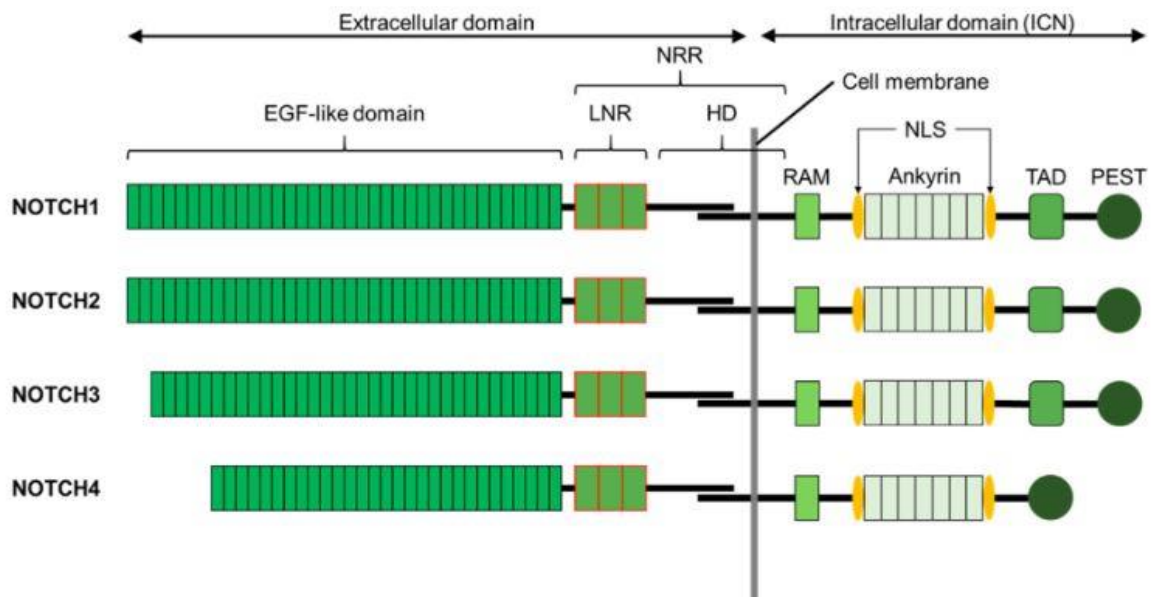 Extracellular domain
Intracellular domain (ICN)
NRR
Cell membrane
EGF-like domain
LNR
HD
NLS
RAM
Ankyrin
TAD
PEST
NOTCH1
NOTCH2
NOTCH3
NOTCH4